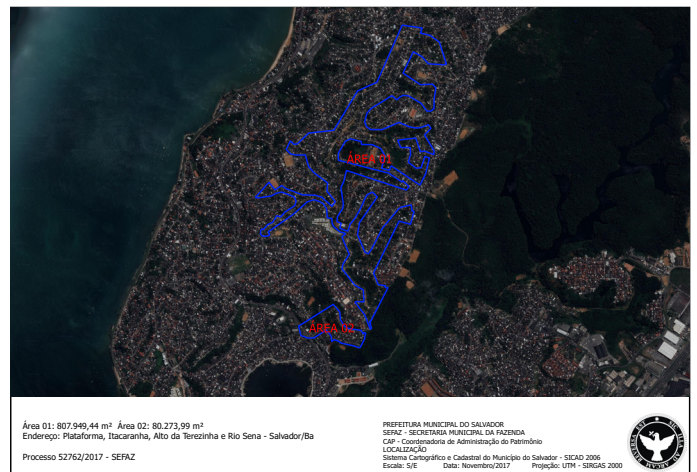 ÁREA 01
ÁREA 02
Área 01: 807.949,44 m² Área 02: 80.273,99 m²
Endereço: Plataforma, Itacaranha, Alto da Terezinha e Rio Sena - Salvador/Ba
Processo 52762/2017 - SEFAZ
PREFEITURA MUNICIPAL DO SALVADOR
SEFAZ - SECRETARIA MUNICIPAL DA FAZENDA
CAP - Coordenadoria de Administração do Patrimônio
LOCALIZAÇÃO
Sistema Cartográfico e Cadastral do Município do Salvador - SICAD 2006
Escala: S/E Data: Novembro/2017 Projeção: UTM - SIRGAS 2000